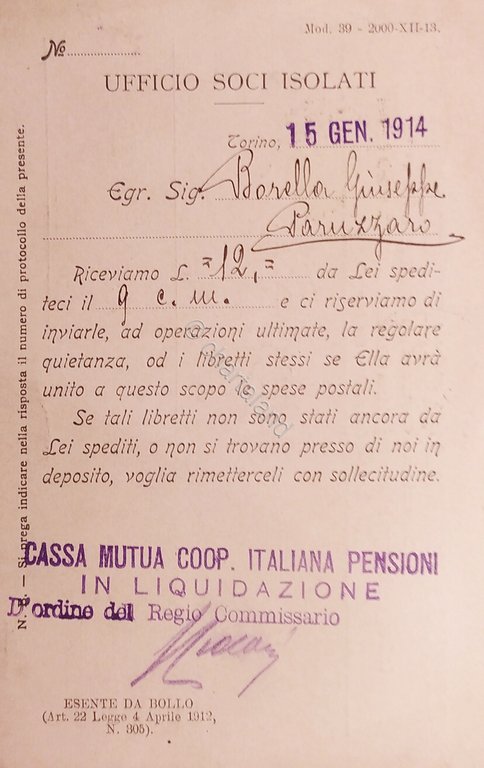 Mod. 39 - 2000-XII-13.
No
UFFICIO SOCI ISOLATI
Torino, 15 GEN. 1914
Egr. Sig. Borella Giuseppe
Paruzzaro
Riceviamo L. =12,= da Lei spedi-
teci il 9 c. m. e ci riserviamo di
inviarle, ad operazioni ultimate, la regolare
quietanza, od i libretti stessi se Ella avrà
unito a questo scopo le spese postali.
Se tali libretti non sono stati ancora da
Lei spediti, o non si trovano presso di noi in
deposito, voglia rimetterceli con sollecitudine.
N. B. — Si prega indicare nella risposta il numero di protocollo della presente.
CASSA MUTUA COOP. ITALIANA PENSIONI
IN LIQUIDAZIONE
D'ordine del Regio Commissario
ESENTE DA BOLLO
(Art. 22 Legge 4 Aprile 1912,
N. 305).
© cartoland